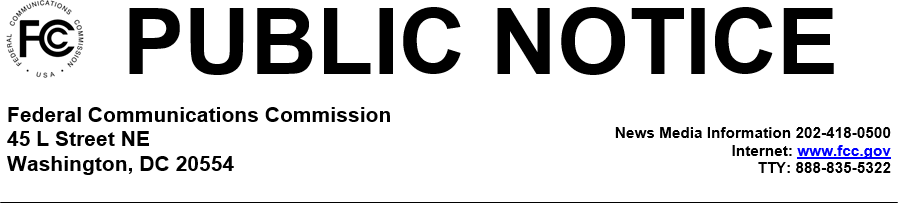 FEDERAL COMMUNICATIONS COMMISSION
FCC
• USA •
PUBLIC NOTICE
Federal Communications Commission
45 L Street NE
Washington, DC 20554
News Media Information 202-418-0500
Internet: www.fcc.gov
TTY: 888-835-5322